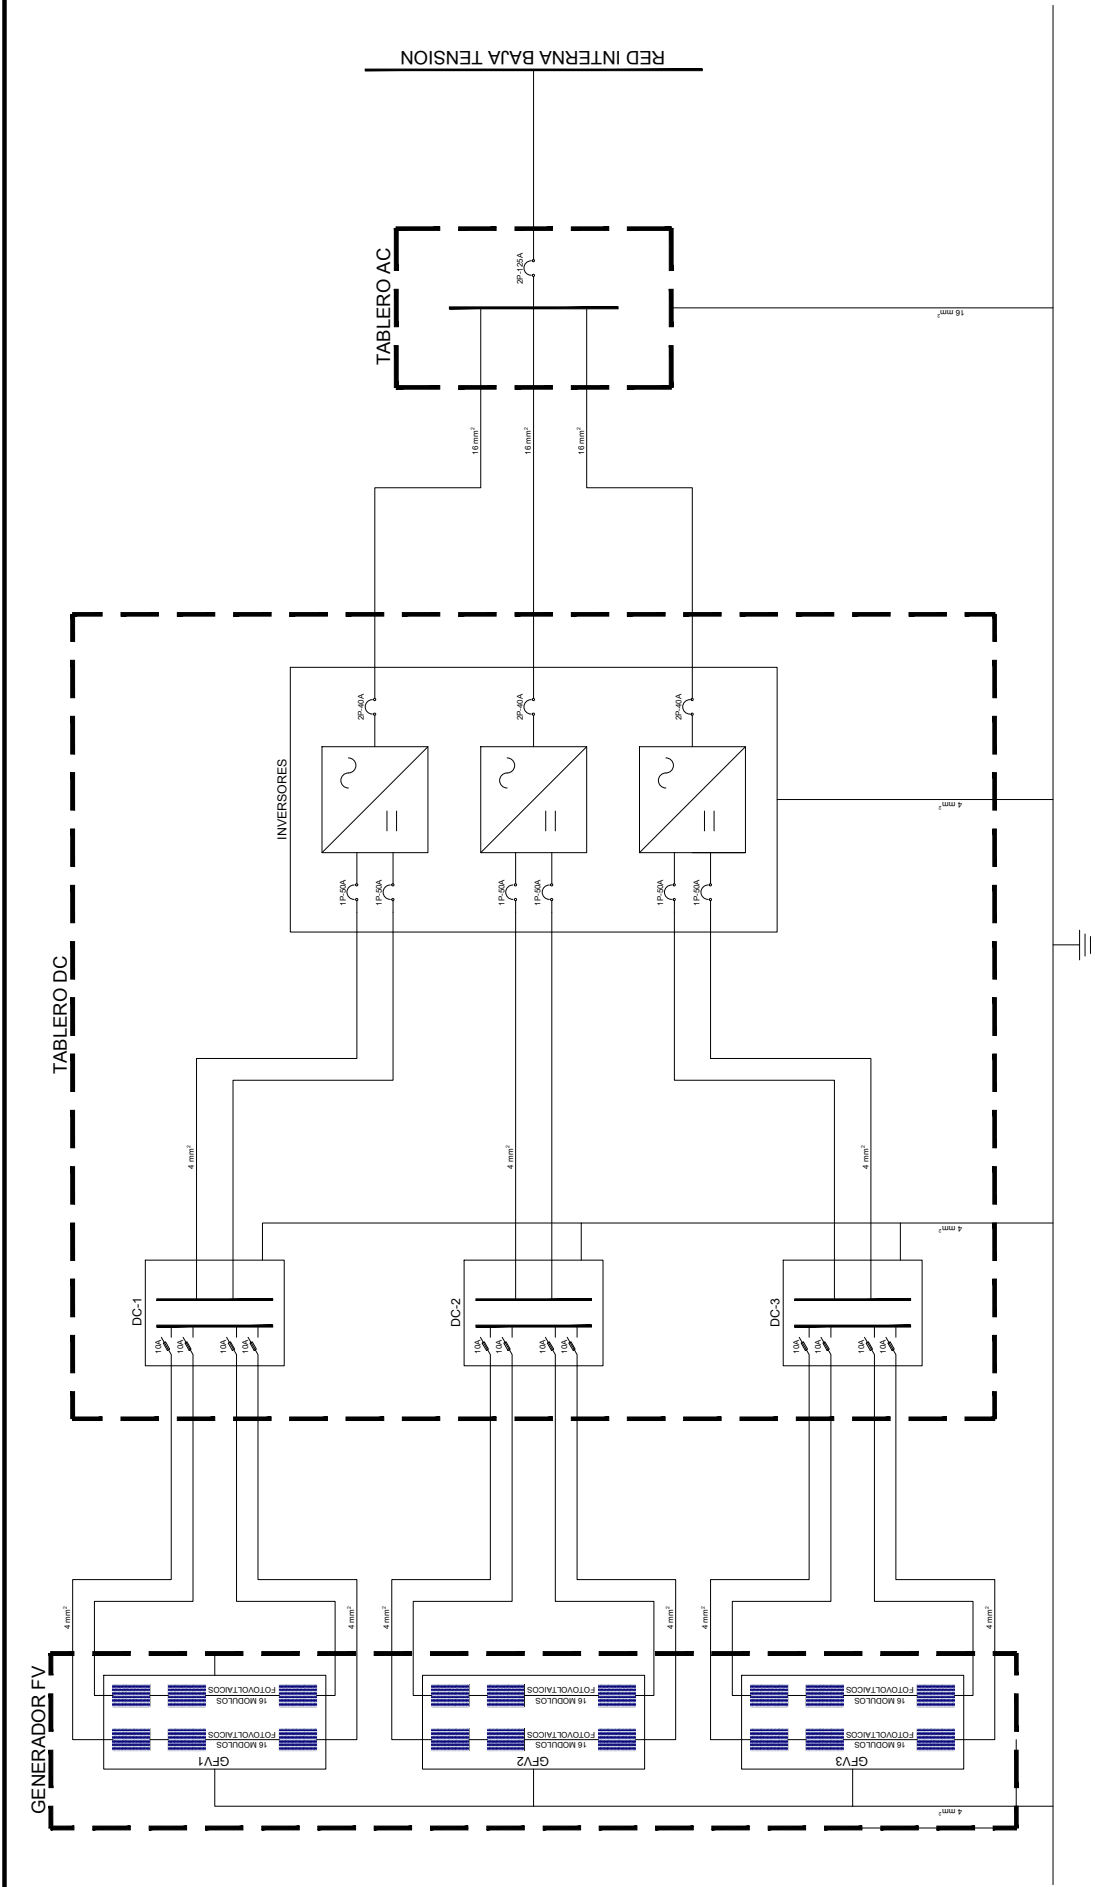 RED INTERNA BAJA TENSION
TABLERO AC
2P-125A
16 mm²
16 mm²
16 mm²
16 mm²
TABLERO DC
INVERSORES
2P-40A
2P-40A
2P-40A
4 mm²
1P-50A
1P-50A
1P-50A
1P-50A
1P-50A
1P-50A
4 mm²
4 mm²
4 mm²
4 mm²
DC-1
DC-2
DC-3
10A
10A
10A
10A
10A
10A
10A
10A
10A
10A
10A
10A
4 mm²
4 mm²
4 mm²
4 mm²
4 mm²
4 mm²
GENERADOR FV
16 MODULOS
FOTOVOLTAICOS
16 MODULOS
FOTOVOLTAICOS
GFV1
16 MODULOS
FOTOVOLTAICOS
16 MODULOS
FOTOVOLTAICOS
GFV2
16 MODULOS
FOTOVOLTAICOS
16 MODULOS
FOTOVOLTAICOS
GFV3
4 mm²